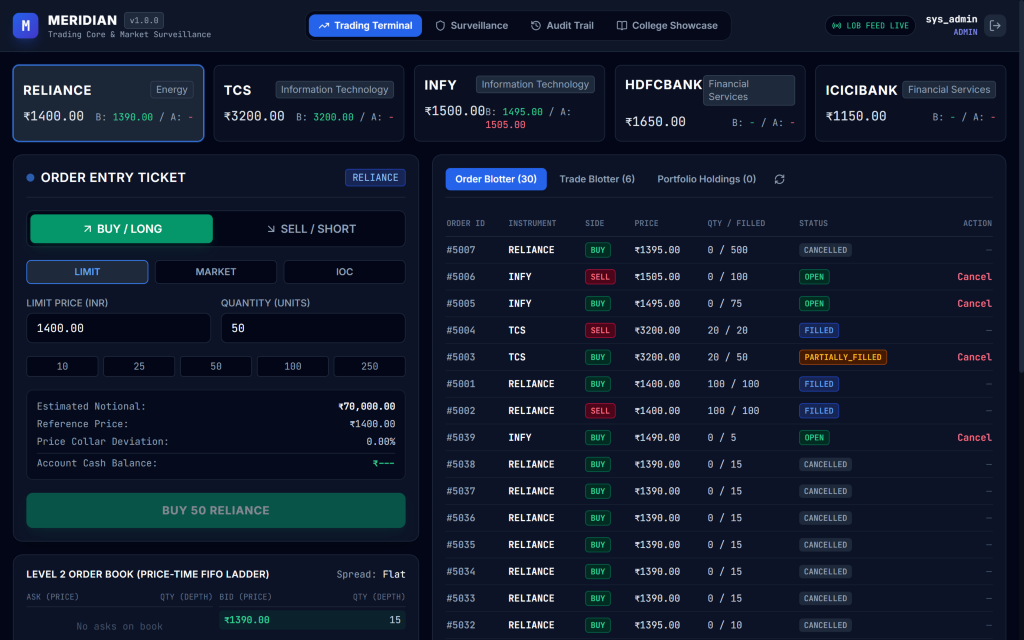 M MERIDIAN v1.0.0
Trading Core & Market Surveillance
Trading Terminal Surveillance Audit Trail College Showcase
LOB FEED LIVE
sys_admin
ADMIN
RELIANCE Energy
₹1400.00 B: 1390.00 / A: -
TCS Information Technology
₹3200.00 B: 3200.00 / A: -
INFY Information Technology
₹1500.00 B: 1495.00 / A: 1505.00
HDFCBANK Financial Services
₹1650.00 B: - / A: -
ICICIBANK Financial Services
₹1150.00 B: - / A: -
ORDER ENTRY TICKET RELIANCE
BUY / LONG SELL / SHORT
LIMIT MARKET IOC
LIMIT PRICE (INR) QUANTITY (UNITS)
1400.00 50
10 25 50 100 250
Estimated Notional: ₹70,000.00
Reference Price: ₹1400.00
Price Collar Deviation: 0.00%
Account Cash Balance: ₹---
BUY 50 RELIANCE
LEVEL 2 ORDER BOOK (PRICE-TIME FIFO LADDER) Spread: Flat
ASK (PRICE) QTY (DEPTH) BID (PRICE) QTY (DEPTH)
No asks on book ₹1390.00 15
Order Blotter (30) Trade Blotter (6) Portfolio Holdings (0)
ORDER ID INSTRUMENT SIDE PRICE QTY / FILLED STATUS ACTION
#5007 RELIANCE BUY ₹1395.00 0 / 500 CANCELLED —
#5006 INFY SELL ₹1505.00 0 / 100 OPEN Cancel
#5005 INFY BUY ₹1495.00 0 / 75 OPEN Cancel
#5004 TCS SELL ₹3200.00 20 / 20 FILLED —
#5003 TCS BUY ₹3200.00 20 / 50 PARTIALLY_FILLED Cancel
#5001 RELIANCE BUY ₹1400.00 100 / 100 FILLED —
#5002 RELIANCE SELL ₹1400.00 100 / 100 FILLED —
#5039 INFY BUY ₹1490.00 0 / 5 OPEN Cancel
#5038 RELIANCE BUY ₹1390.00 0 / 15 CANCELLED —
#5037 RELIANCE BUY ₹1390.00 0 / 15 CANCELLED —
#5036 RELIANCE BUY ₹1390.00 0 / 15 CANCELLED —
#5035 RELIANCE BUY ₹1390.00 0 / 15 CANCELLED —
#5034 RELIANCE BUY ₹1390.00 0 / 15 CANCELLED —
#5033 RELIANCE BUY ₹1390.00 0 / 15 CANCELLED —
#5032 RELIANCE BUY ₹1395.00 0 / 10 CANCELLED —